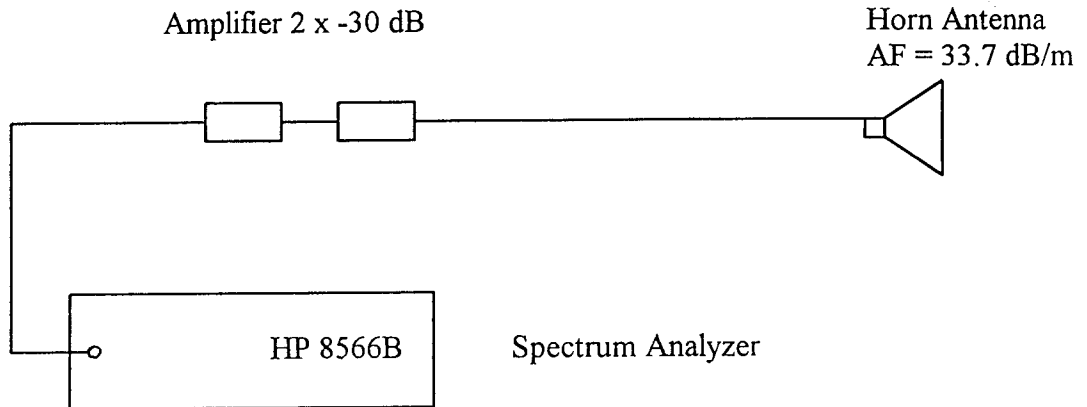 Amplifier 2 x -30 dB
Horn Antenna
AF = 33.7 dB/m
HP 8566B
Spectrum Analyzer